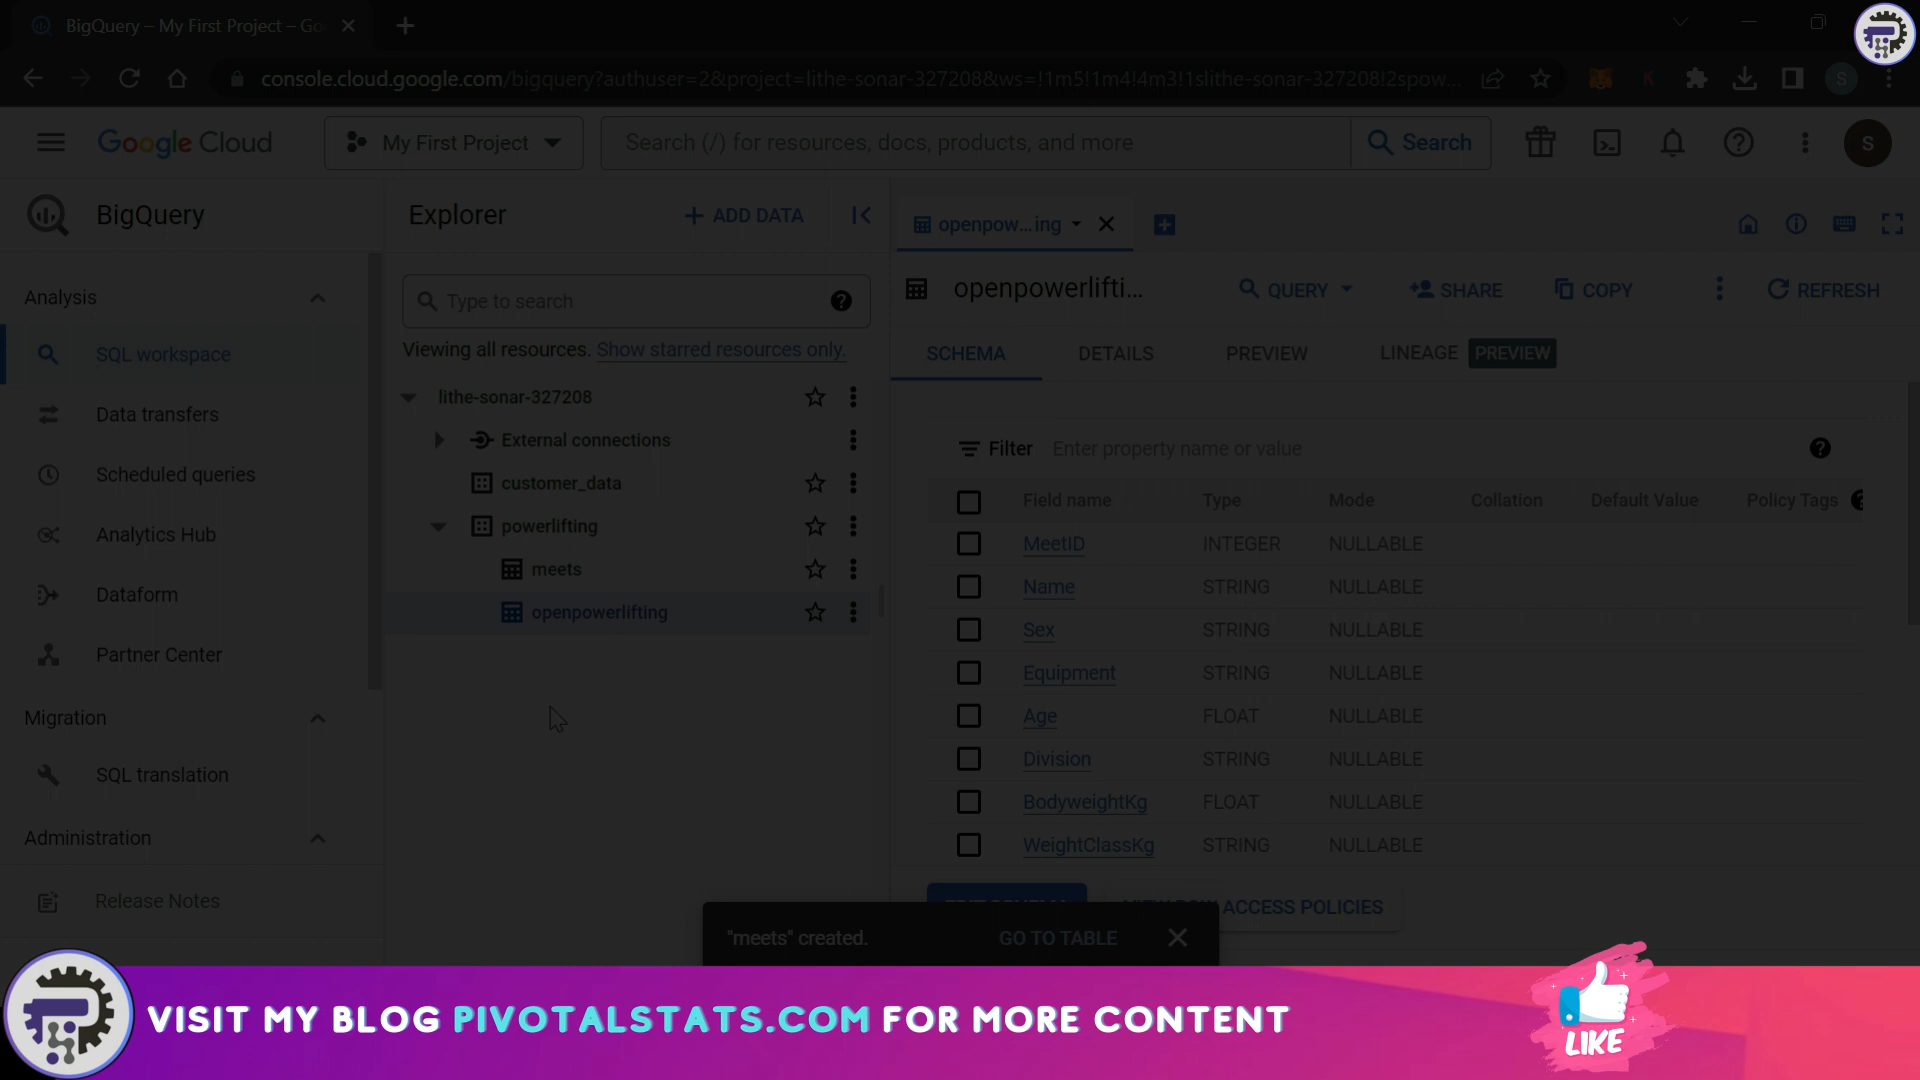 BigQuery – My First Project – Go
console.cloud.google.com/bigquery?authuser=2&project=lithe-sonar-327208&ws=!1m5!1m4!4m3!1slithe-sonar-327208!2spow...
K
S
Google Cloud
My First Project
Search (/) for resources, docs, products, and more
Search
S
BigQuery
Explorer
+ ADD DATA
openpow...ing
Analysis
Type to search
openpowerlifti...
QUERY
SHARE
COPY
REFRESH
SQL workspace
Viewing all resources. Show starred resources only.
SCHEMA
DETAILS
PREVIEW
LINEAGE PREVIEW
Data transfers
lithe-sonar-327208
External connections
Filter Enter property name or value
Scheduled queries
customer_data
Field name Type Mode Collation Default Value Policy Tags
Analytics Hub
powerlifting
MeetID INTEGER NULLABLE
Dataform
meets
Name STRING NULLABLE
openpowerlifting
Sex STRING NULLABLE
Partner Center
Equipment STRING NULLABLE
Migration
Age FLOAT NULLABLE
SQL translation
Division STRING NULLABLE
BodyweightKg FLOAT NULLABLE
Administration
WeightClassKg STRING NULLABLE
Release Notes
ACCESS POLICIES
"meets" created.
GO TO TABLE
VISIT MY BLOG PIVOTALSTATS.COM FOR MORE CONTENT
LIKE